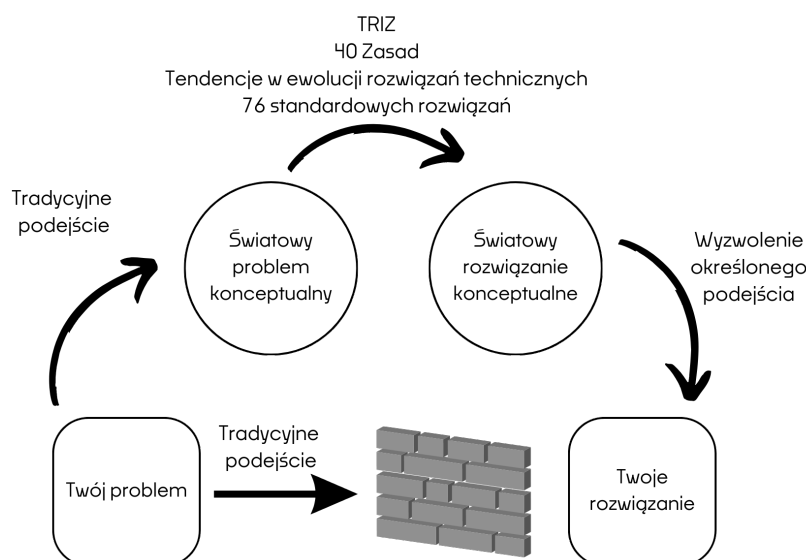 TRIZ
40 Zasad
Tendencje w ewolucji rozwiązań technicznych
76 standardowych rozwiązań
Tradycyjne
podejście
Światowy
problem
konceptualny
Światowy
rozwiązanie
konceptualne
Wyzwolenie
określonego
podejścia
Twój problem
Tradycyjne
podejście
Twoje
rozwiązanie